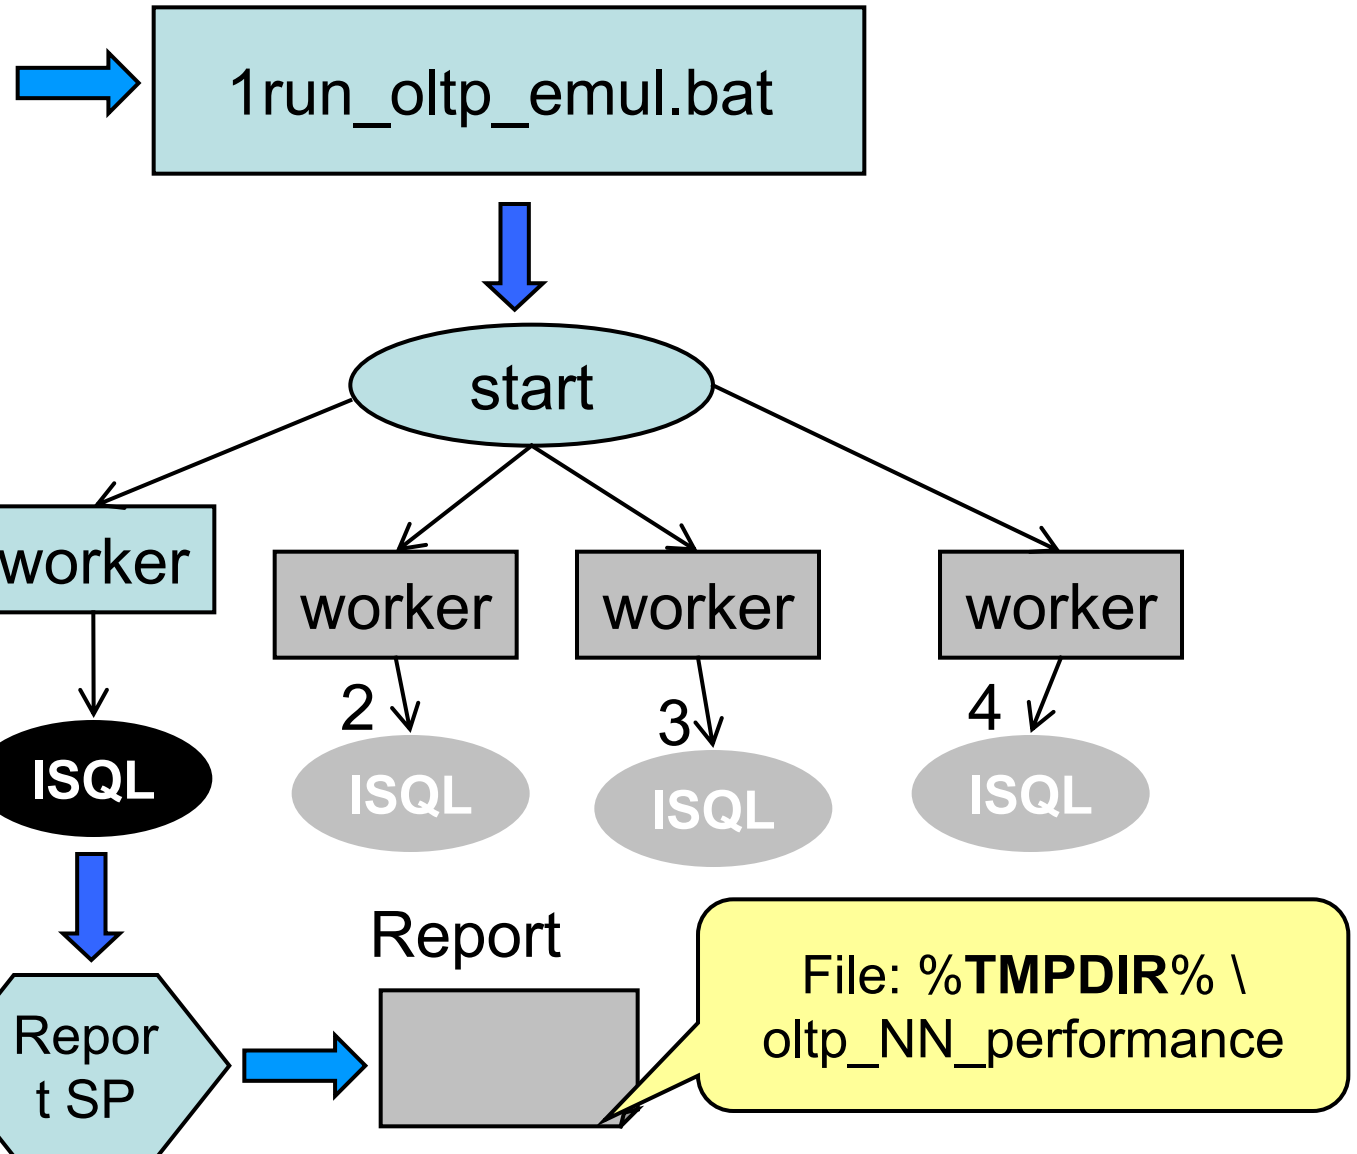 1run_oltp_emul.bat
start
worker
worker
worker
worker
2
3
4
ISQL
ISQL
ISQL
ISQL
Report
File: %TMPDIR% \
oltp_NN_performance
Repor
t SP